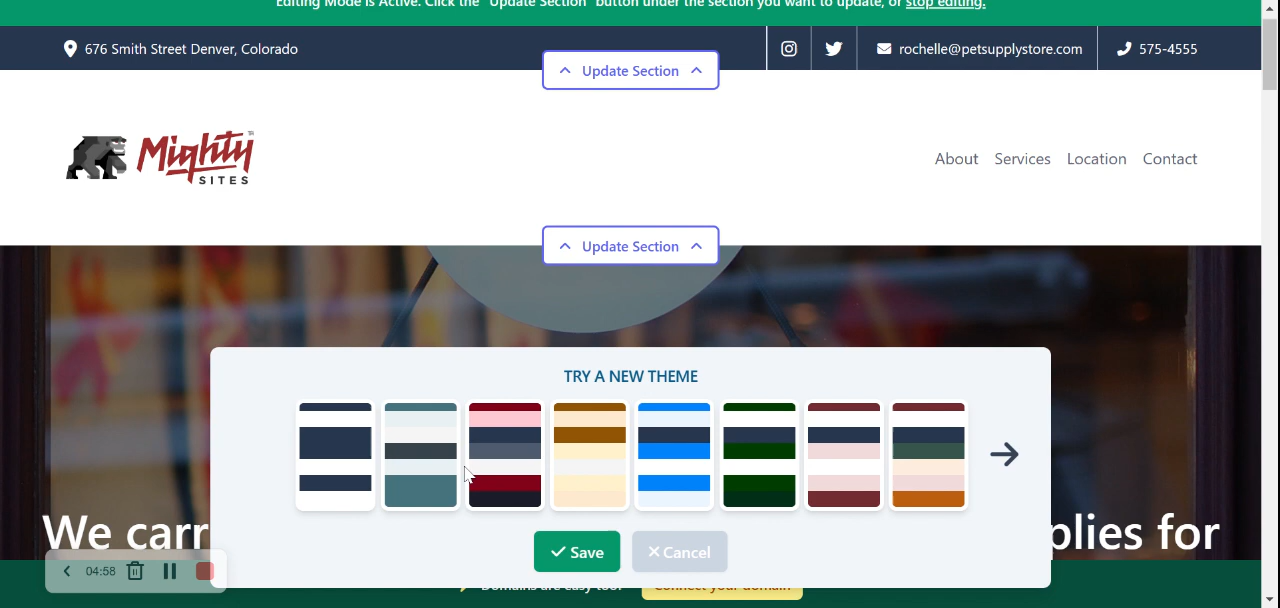 Editing Mode is Active. Click the "Update Section" button under the section you want to update, or stop editing.
676 Smith Street Denver, Colorado
rochelle@petsupplystore.com
575-4555
Update Section
Mighty
SITES
About Services Location Contact
Update Section
TRY A NEW THEME
We carr
plies for
Save
Cancel
04:58
Domains are easy too!
Connect your domain